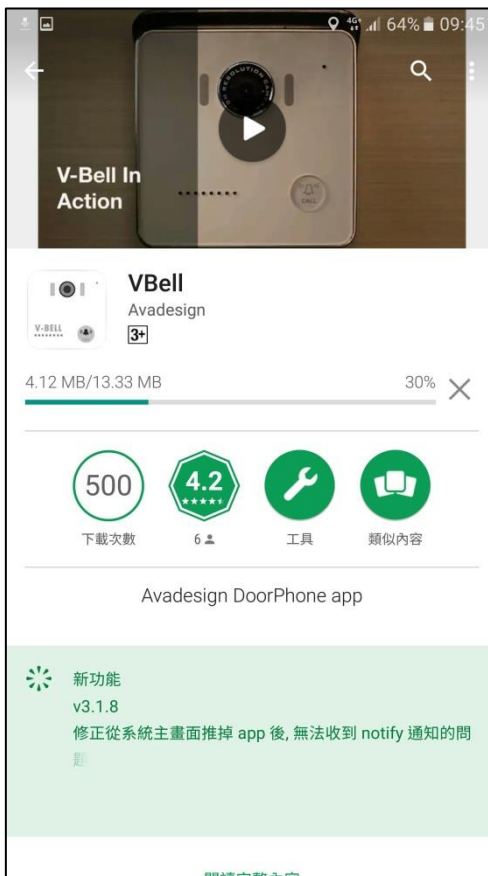 4G+ 64% 09:45
V-Bell In
Action
CALL
VBell
V-BELL
Avadesign
3+
4.12 MB/13.33 MB 30%
500 4.2
下載次數 6 工具 類似內容
Avadesign DoorPhone app
新功能
v3.1.8
修正從系統主畫面推掉 app 後, 無法收到 notify 通知的問
題